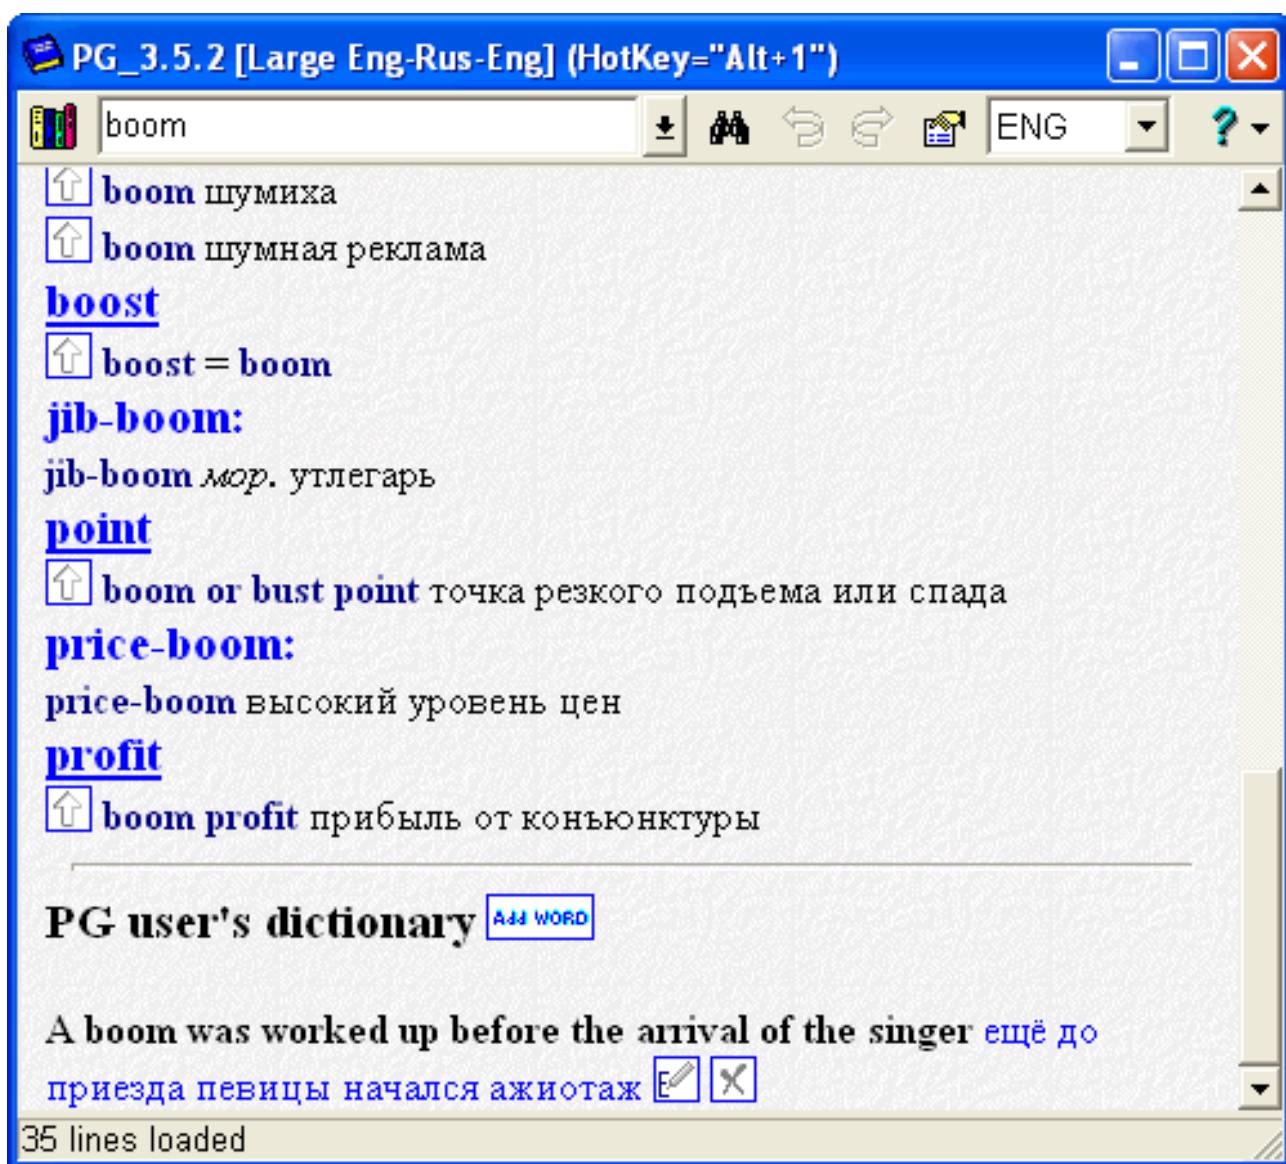 PG_3.5.2 [Large Eng-Rus-Eng] (HotKey="Alt+1")
boom ENG
boom шумиха
boom шумная реклама
boost
boost = boom
jib-boom:
jib-boom мор. утлегарь
point
boom or bust point точка резкого подъема или спада
price-boom:
price-boom высокий уровень цен
profit
boom profit прибыль от конъюнктуры
PG user's dictionary Add WORD
A boom was worked up before the arrival of the singer ещё до
приезда певицы начался ажиотаж
35 lines loaded